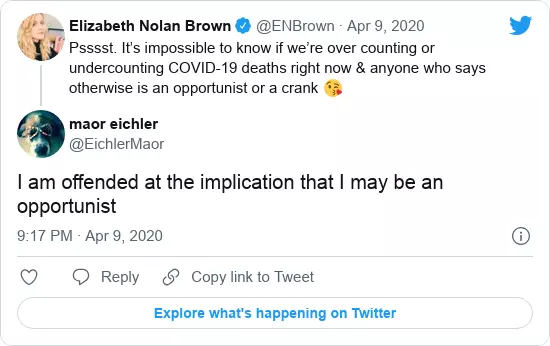 Elizabeth Nolan Brown @ENBrown · Apr 9, 2020
Psssst. It's impossible to know if we're over counting or
undercounting COVID-19 deaths right now & anyone who says
otherwise is an opportunist or a crank 😘
maor eichler
@EichlerMaor
I am offended at the implication that I may be an
opportunist
9:17 PM · Apr 9, 2020
Reply Copy link to Tweet
Explore what's happening on Twitter